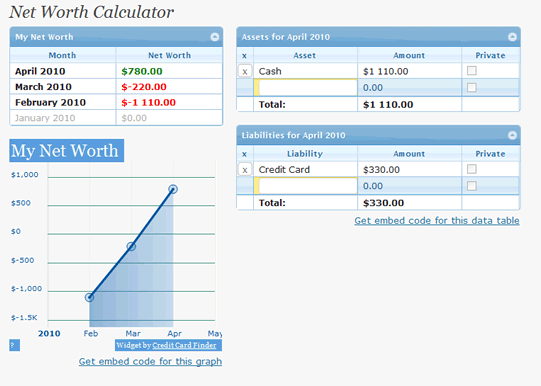 Net Worth Calculator
My Net Worth
Month Net Worth
April 2010 $780.00
March 2010 $-220.00
February 2010 $-1 110.00
January 2010 $0.00
Assets for April 2010
x Asset Amount Private
x Cash $1 110.00
0.00
Total: $1 110.00
Liabilities for April 2010
x Liability Amount Private
x Credit Card $330.00
0.00
Total: $330.00
Get embed code for this data table
My Net Worth
$1,000
$500
$0
$-500
$-1,000
$-1.5K
2010 Feb Mar Apr May
? Widget by Credit Card Finder
Get embed code for this graph